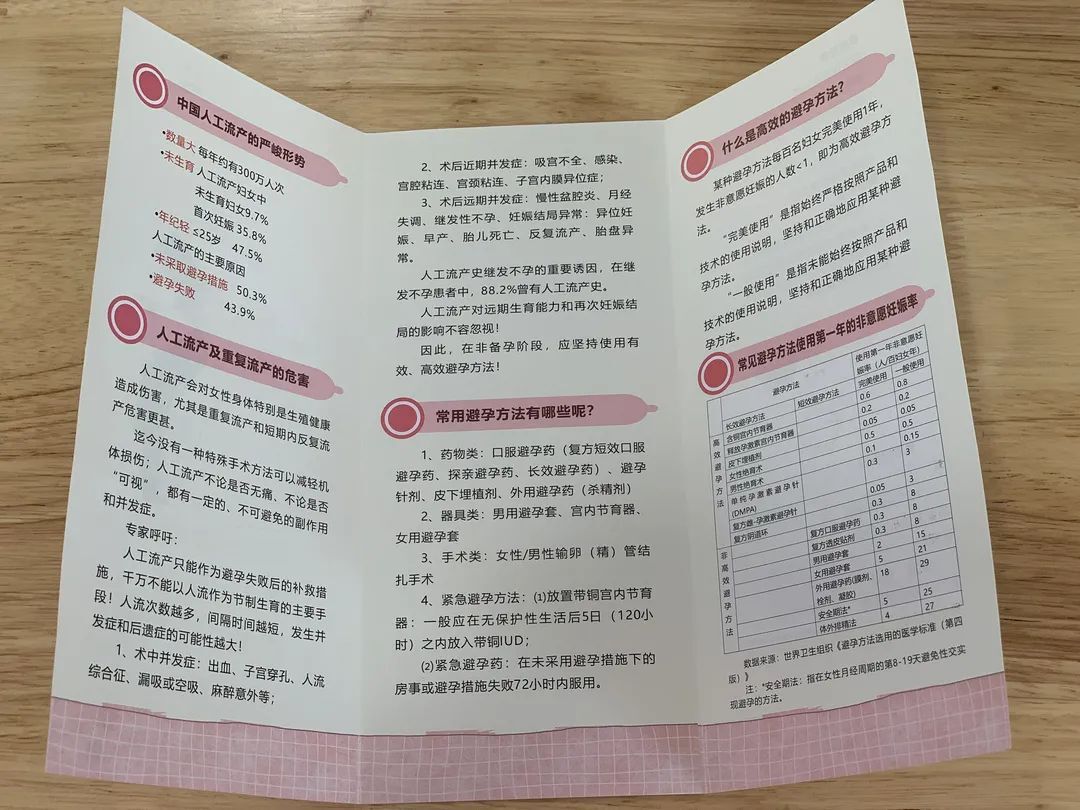 中国人工流产的严峻形势
•数量大 每年约有300万人次
•未生育 人工流产妇女中
未生育妇女9.7%
首次妊娠 35.8%
•年纪轻 ≤25岁 47.5%
人工流产的主要原因
•未采取避孕措施 50.3%
•避孕失败 43.9%
人工流产及重复流产的危害
人工流产会对女性身体特别是生殖健康
造成伤害，尤其是重复流产和短期内反复流
产危害更甚。
迄今没有一种特殊手术方法可以减轻机
体损伤；人工流产不论是否无痛、不论是否
“可视”，都有一定的、不可避免的副作用
和并发症。
专家呼吁：
人工流产只能作为避孕失败后的补救措
施，千万不能以人流作为节制生育的主要手
段！人流次数越多，间隔时间越短，发生并
发症和后遗症的可能性越大！
1、术中并发症：出血、子宫穿孔、人流
综合征、漏吸或空吸、麻醉意外等；
2、术后近期并发症：吸宫不全、感染、
宫腔粘连、宫颈粘连、子宫内膜异位症；
3、术后远期并发症：慢性盆腔炎、月经
失调、继发性不孕、妊娠结局异常：异位妊
娠、早产、胎儿死亡、反复流产、胎盘异
常。
人工流产史继发不孕的重要诱因，在继
发不孕患者中，88.2%曾有人工流产史。
人工流产对远期生育能力和再次妊娠结
局的影响不容忽视！
因此，在非备孕阶段，应坚持使用有
效、高效避孕方法！
常用避孕方法有哪些呢？
1、药物类：口服避孕药（复方短效口服
避孕药、探亲避孕药、长效避孕药）、避孕
针剂、皮下埋植剂、外用避孕药（杀精剂）
2、器具类：男用避孕套、宫内节育器、
女用避孕套
3、手术类：女性/男性输卵（精）管结
扎手术
4、紧急避孕方法：⑴放置带铜宫内节育
器：一般应在无保护性生活后5日（120小
时）之内放入带铜IUD；
⑵紧急避孕药：在未采用避孕措施下的
房事或避孕措施失败72小时内服用。
什么是高效的避孕方法？
某种避孕方法每百名妇女完美使用1年，
发生非意愿妊娠的人数<1，即为高效避孕方
法。
“完美使用”是指始终严格按照产品和
技术的使用说明，坚持和正确地应用某种避
孕方法。
“一般使用”是指未能始终按照产品和
技术的使用说明，坚持和正确地应用某种避
孕方法。
常见避孕方法使用第一年的非意愿妊娠率
避孕方法 使用第一年非意愿妊
娠率（人/百妇女年）
长效避孕方法 短效避孕方法 完美使用 一般使用
高效避孕方法
含铜宫内节育器 0.6 0.8
释放孕激素宫内节育器 0.2 0.2
皮下埋植剂 0.05 0.05
女性绝育术 0.5 0.5
男性绝育术 0.1 0.15
单纯孕激素避孕针
(DMPA) 0.3 3
复方雌-孕激素避孕针 0.05 3
复方阴道环 0.3 8
复方口服避孕药 0.3 8
复方透皮贴剂 0.3 8
非高效避孕方法
男用避孕套 2 15
女用避孕套 5 21
外用避孕药(膜剂、
栓剂、凝胶) 18 29
安全期法* 5 25
体外排精法 4 27
数据来源：世界卫生组织《避孕方法选用的医学标准（第四
版）》
注：*安全期法：指在女性月经周期的第8-19天避免性交实
现避孕的方法。